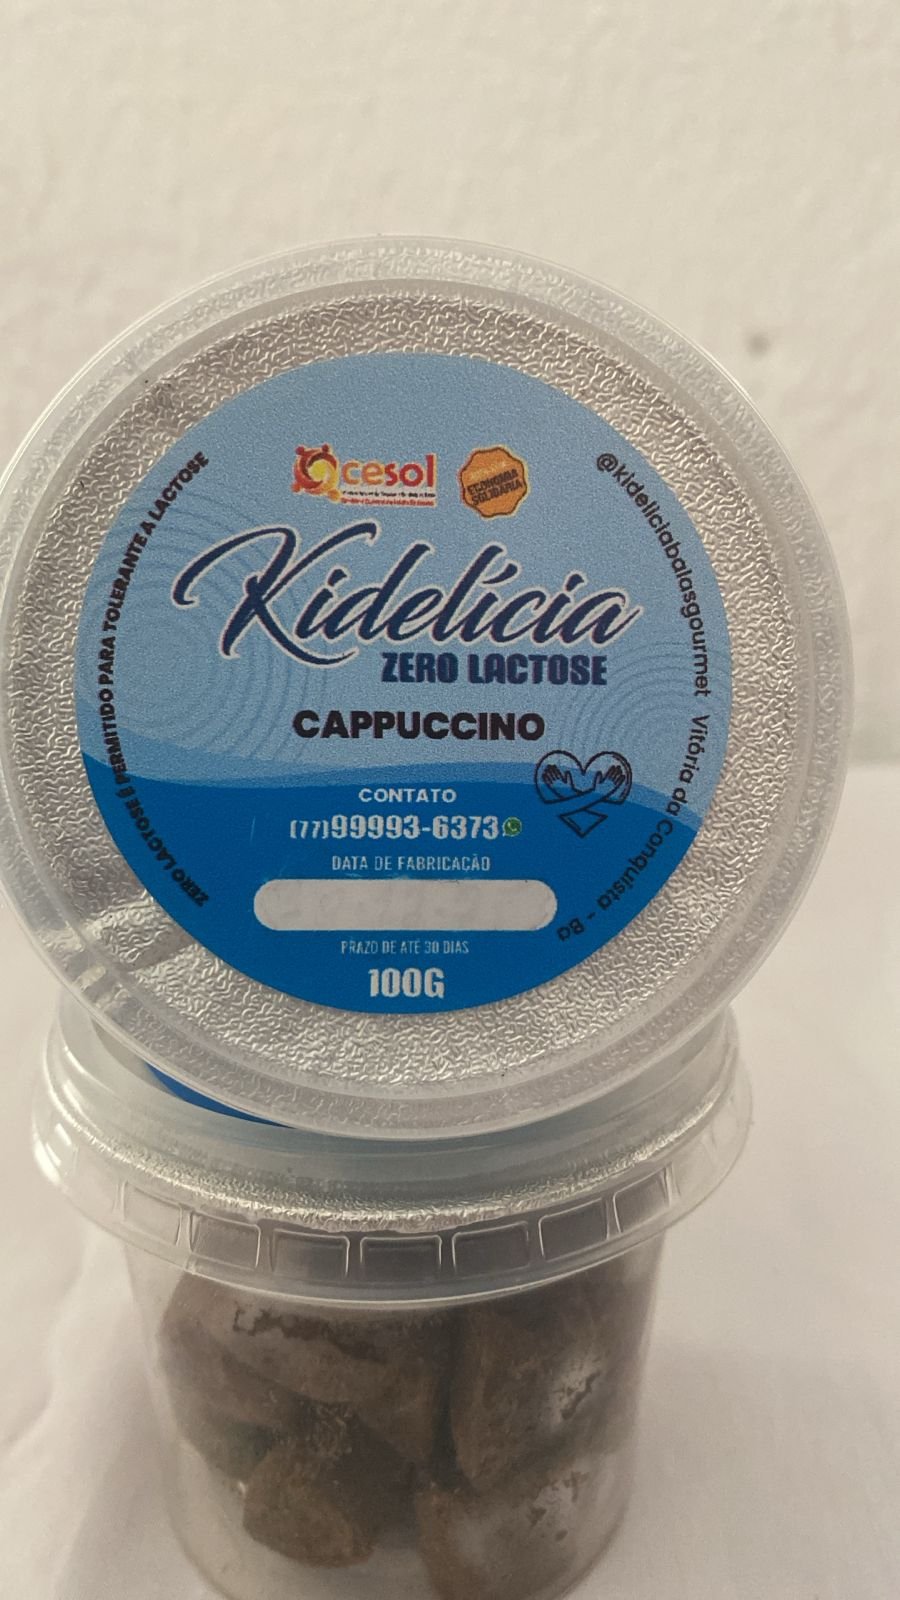 cesol
ECONOMIA
SOLIDÁRIA
Kidelícia
ZERO LACTOSE
CAPPUCCINO
CONTATO
(77)99993-6373
DATA DE FABRICAÇÃO
PRAZO DE ATÉ 30 DIAS
100G
ZERO LACTOSE É PERMITIDO PARA TOLERANTE A LACTOSE
@kideliciabalasgourmet Vitória da Conquista - Ba